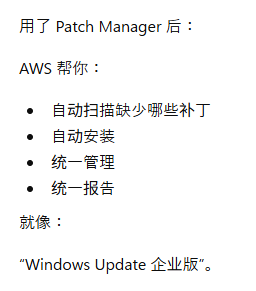 用了 Patch Manager 后：
AWS 帮你：
• 自动扫描缺少哪些补丁
• 自动安装
• 统一管理
• 统一报告
就像：
“Windows Update 企业版”。